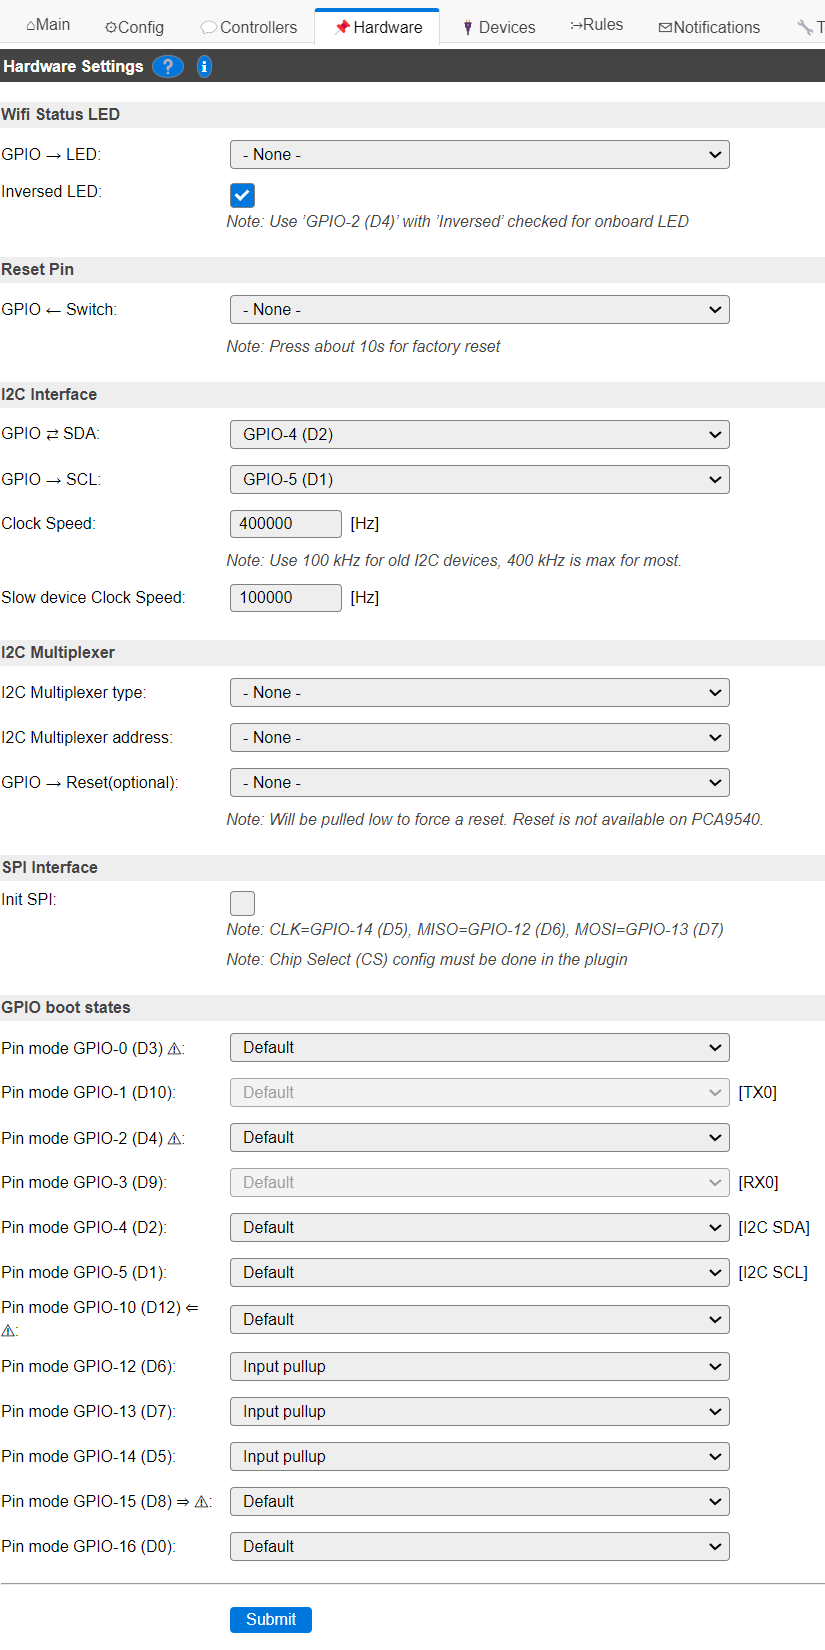 ⌂Main ⚙Config 💬Controllers 📌Hardware 🔌Devices Rules ✉Notifications 🔧T
Hardware Settings ? i
Wifi Status LED
GPIO → LED: - None -
Inversed LED:
Note: Use ’GPIO-2 (D4)’ with ’Inversed’ checked for onboard LED
Reset Pin
GPIO ← Switch: - None -
Note: Press about 10s for factory reset
I2C Interface
GPIO ⇄ SDA: GPIO-4 (D2)
GPIO → SCL: GPIO-5 (D1)
Clock Speed: 400000 [Hz]
Note: Use 100 kHz for old I2C devices, 400 kHz is max for most.
Slow device Clock Speed: 100000 [Hz]
I2C Multiplexer
I2C Multiplexer type: - None -
I2C Multiplexer address: - None -
GPIO → Reset(optional): - None -
Note: Will be pulled low to force a reset. Reset is not available on PCA9540.
SPI Interface
Init SPI:
Note: CLK=GPIO-14 (D5), MISO=GPIO-12 (D6), MOSI=GPIO-13 (D7)
Note: Chip Select (CS) config must be done in the plugin
GPIO boot states
Pin mode GPIO-0 (D3) ⚠: Default
Pin mode GPIO-1 (D10): Default [TX0]
Pin mode GPIO-2 (D4) ⚠: Default
Pin mode GPIO-3 (D9): Default [RX0]
Pin mode GPIO-4 (D2): Default [I2C SDA]
Pin mode GPIO-5 (D1): Default [I2C SCL]
Pin mode GPIO-10 (D12) ⇐
⚠: Default
Pin mode GPIO-12 (D6): Input pullup
Pin mode GPIO-13 (D7): Input pullup
Pin mode GPIO-14 (D5): Input pullup
Pin mode GPIO-15 (D8) ⇒ ⚠: Default
Pin mode GPIO-16 (D0): Default
Submit